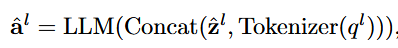 â^l = LLM(Concat(ẑ^l, Tokenizer(q^l))),